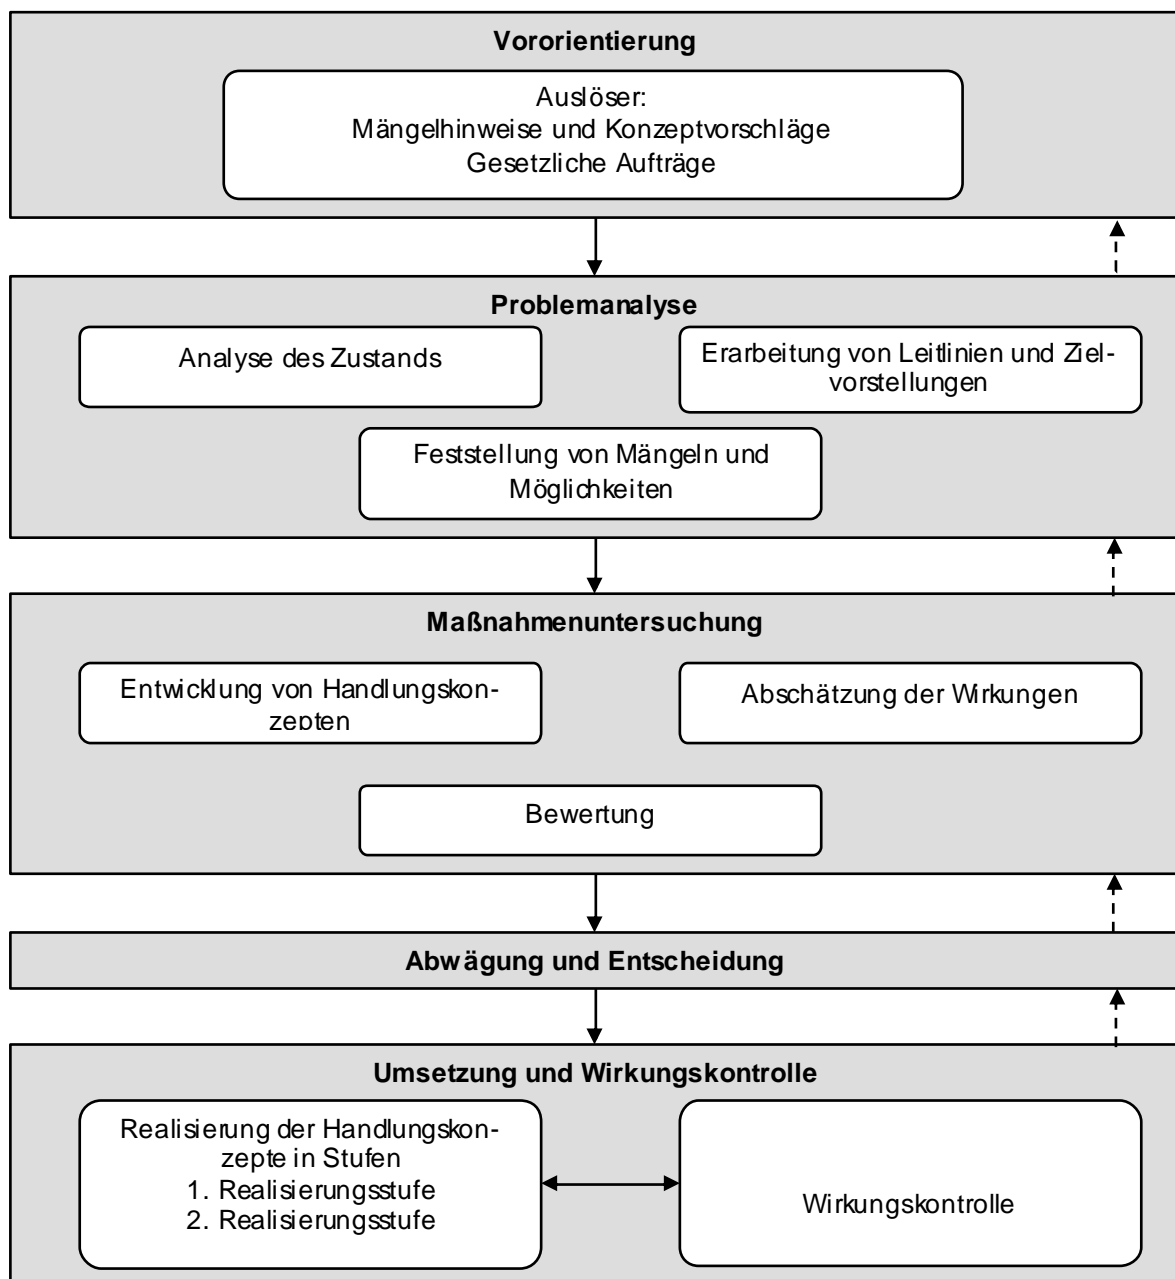 Vororientierung
Auslöser:
Mängelhinweise und Konzeptvorschläge
Gesetzliche Aufträge
Problemanalyse
Analyse des Zustands
Erarbeitung von Leitlinien und Ziel-
vorstellungen
Feststellung von Mängeln und
Möglichkeiten
Maßnahmenuntersuchung
Entwicklung von Handlungskon-
zepten
Abschätzung der Wirkungen
Bewertung
Abwägung und Entscheidung
Umsetzung und Wirkungskontrolle
Realisierung der Handlungskon-
zepte in Stufen
1. Realisierungsstufe
2. Realisierungsstufe
Wirkungskontrolle